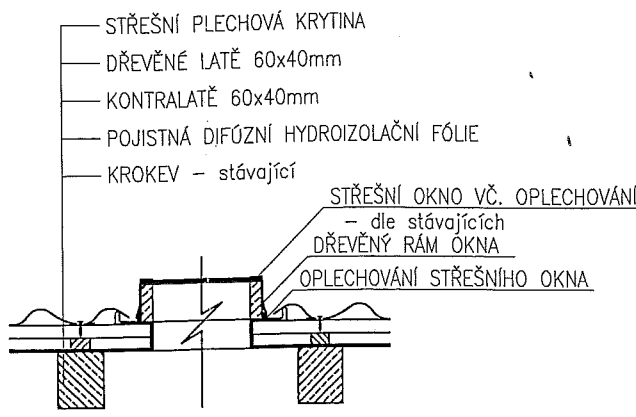 STŘEŠNÍ PLECHOVÁ KRYTINA
DŘEVĚNÉ LATĚ 60x40mm
KONTRALATĚ 60x40mm
POJISTNÁ DIFÚZNÍ HYDROIZOLAČNÍ FÓLIE
KROKEV – stávající
STŘEŠNÍ OKNO VČ. OPLECHOVÁNÍ
– dle stávajících
DŘEVĚNÝ RÁM OKNA
OPLECHOVÁNÍ STŘEŠNÍHO OKNA